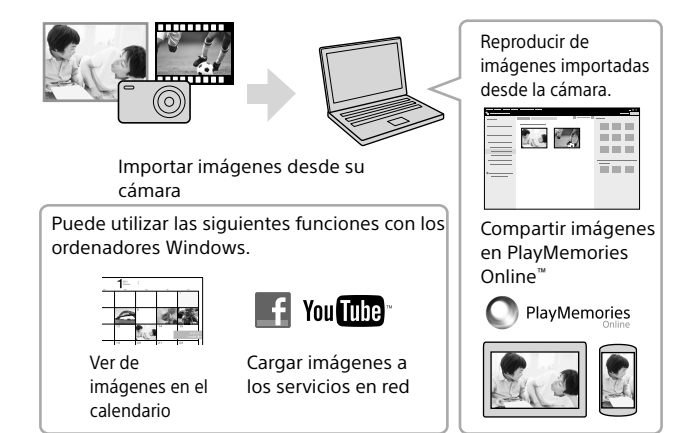 Importar imágenes desde su
cámara
Puede utilizar las siguientes funciones con los
ordenadores Windows.
1
Ver de
imágenes en el
calendario
f YouTube™
Cargar imágenes a
los servicios en red
Reproducir de
imágenes importadas
desde la cámara.
Compartir imágenes
en PlayMemories
Online™
PlayMemories
Online